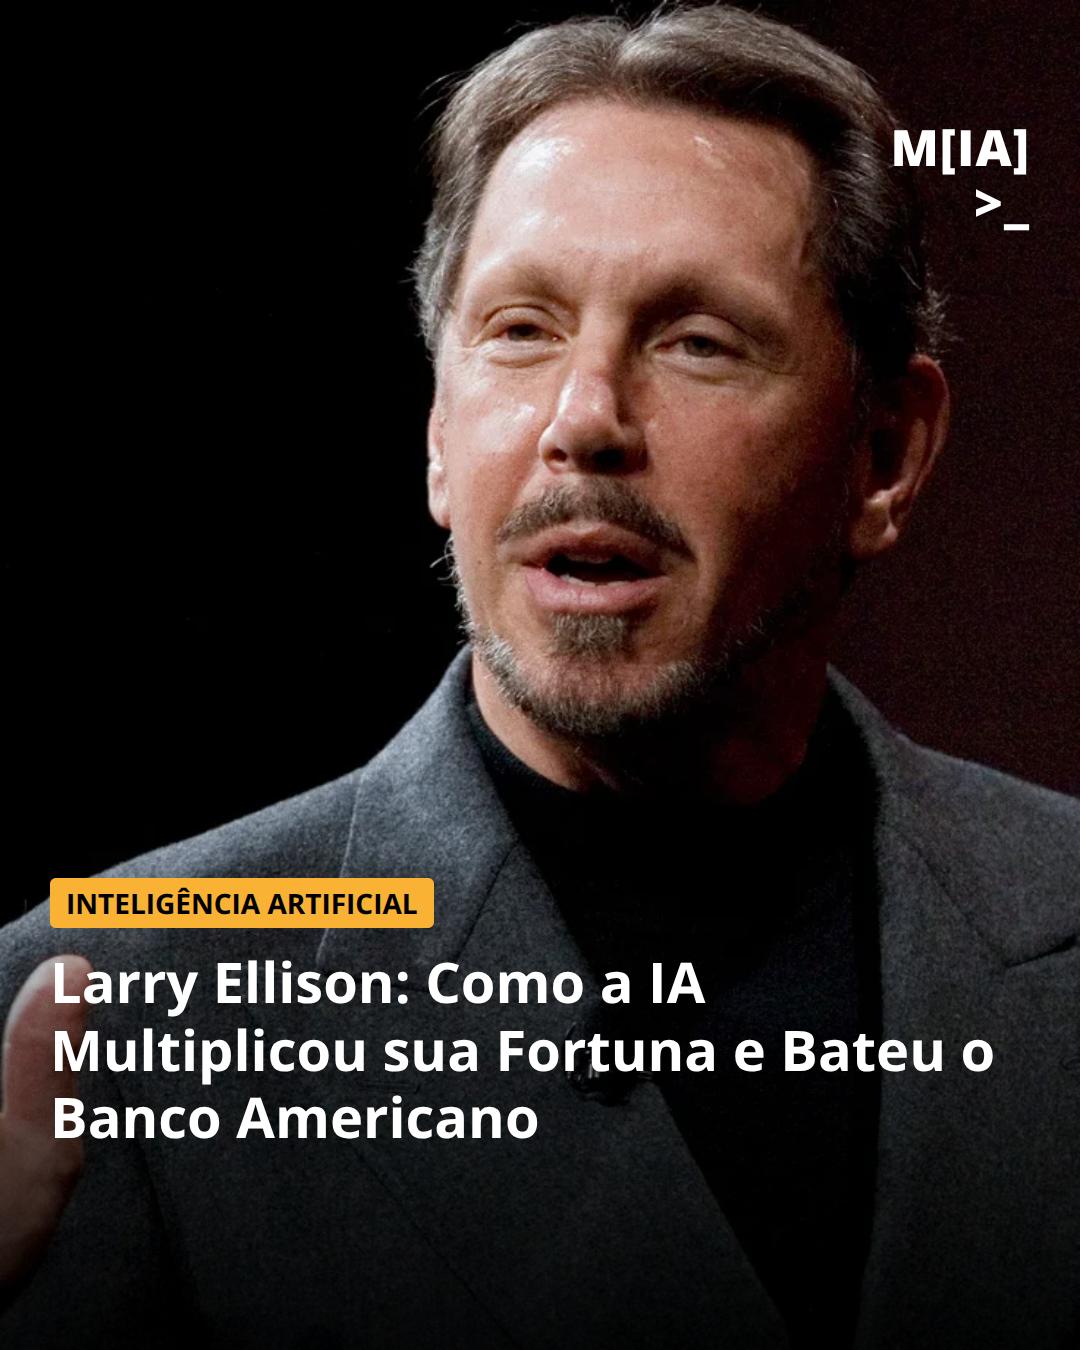 M[IA]
>_
INTELIGÊNCIA ARTIFICIAL
Larry Ellison: Como a IA
Multiplicou sua Fortuna e Bateu o
Banco Americano